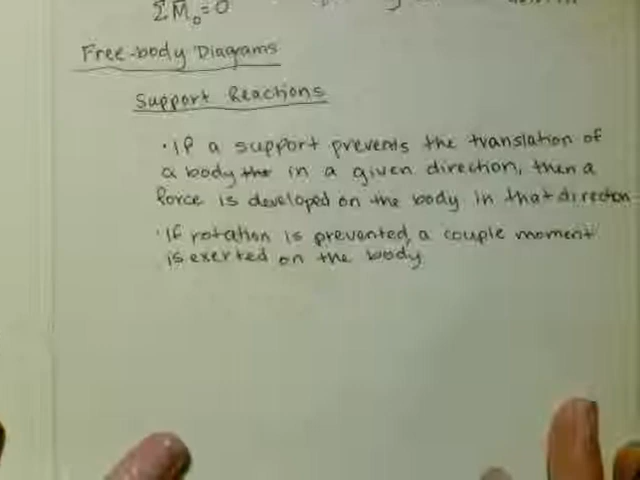 ΣM̄₀=0
Free-body Diagrams
Support Reactions
· If a support prevents the translation of
a body the in a given direction, then a
force is developed on the body in that direction
· If rotation is prevented, a couple moment
is exerted on the body